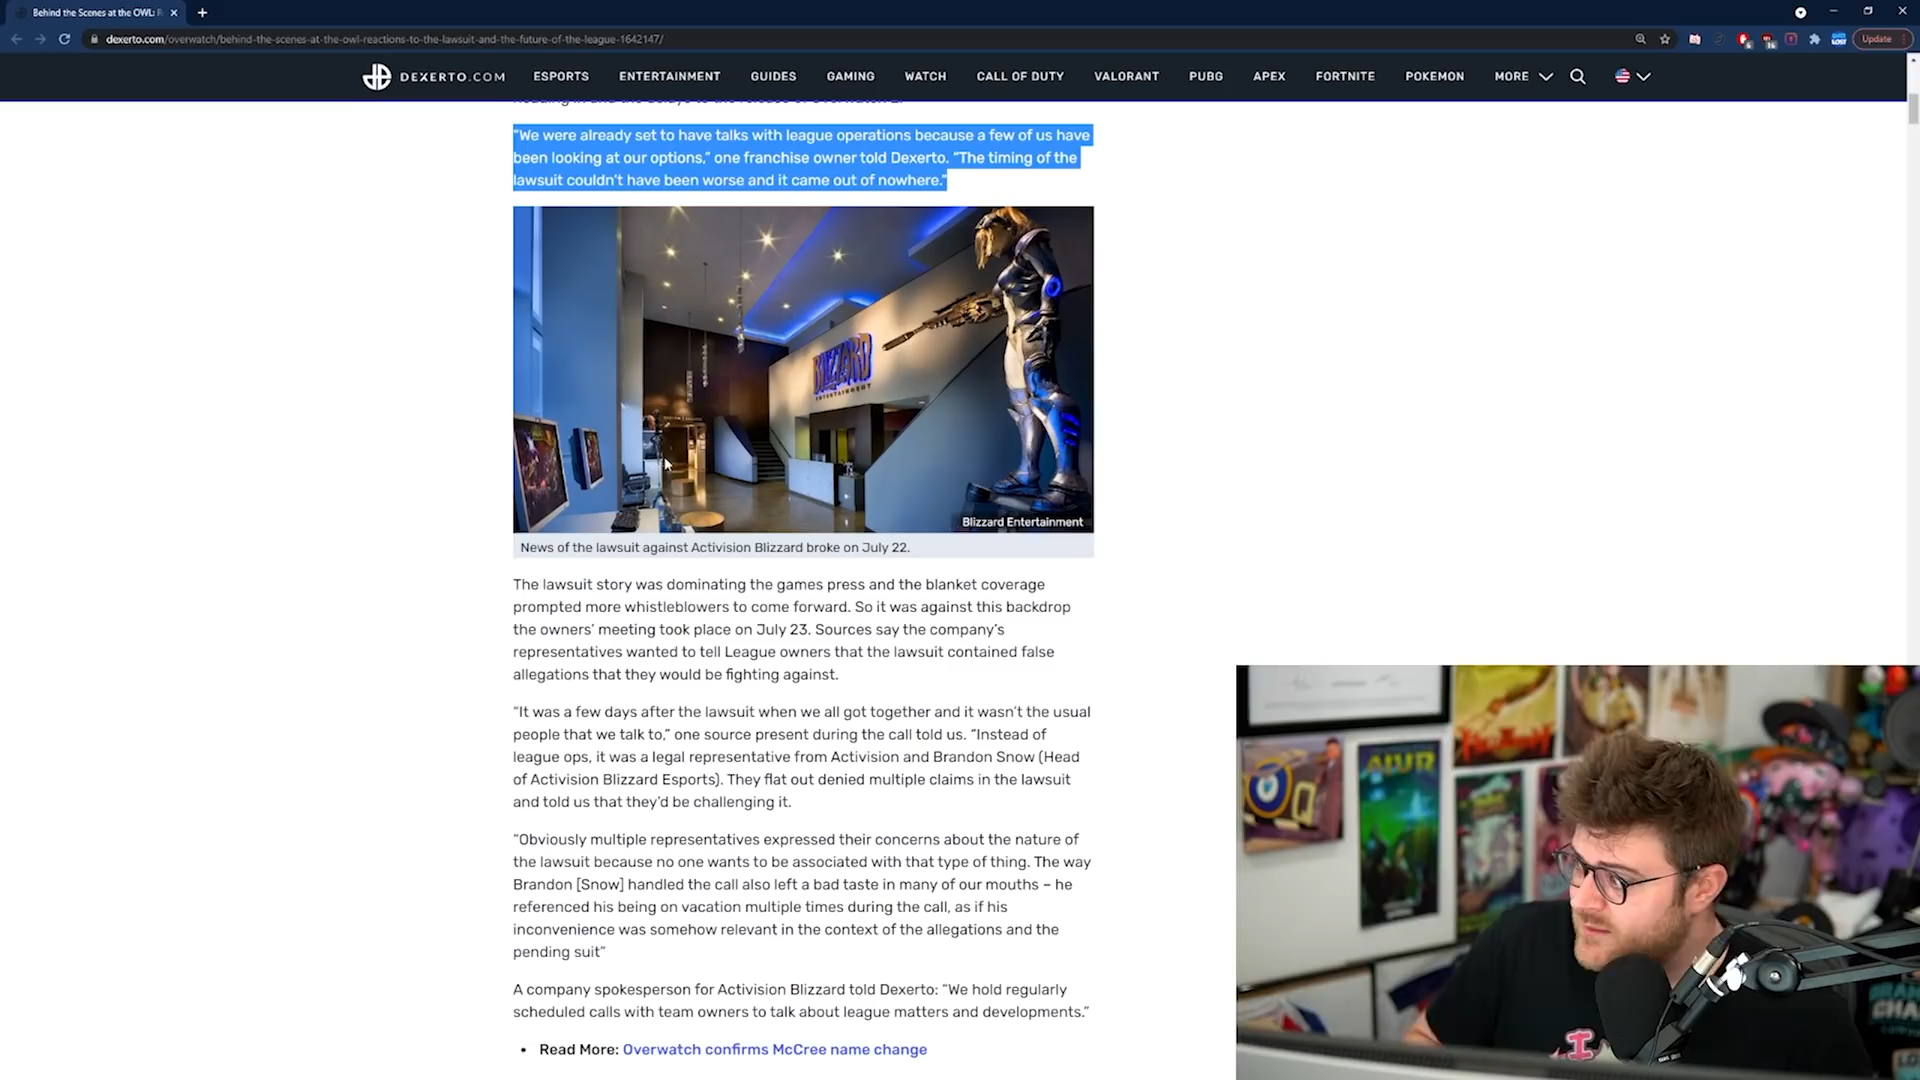 Behind the Scenes at the OWL: R
dexerto.com/overwatch/behind-the-scenes-at-the-owl-reactions-to-the-lawsuit-and-the-future-of-the-league-1642147/
Update
DEXERTO.COM
ESPORTS ENTERTAINMENT GUIDES GAMING WATCH CALL OF DUTY VALORANT PUBG APEX FORTNITE POKEMON MORE
“We were already set to have talks with league operations because a few of us have
been looking at our options,” one franchise owner told Dexerto. “The timing of the
lawsuit couldn’t have been worse and it came out of nowhere.”
BLIZZARD
ENTERTAINMENT
Blizzard Entertainment
News of the lawsuit against Activision Blizzard broke on July 22.
The lawsuit story was dominating the games press and the blanket coverage
prompted more whistleblowers to come forward. So it was against this backdrop
the owners’ meeting took place on July 23. Sources say the company’s
representatives wanted to tell League owners that the lawsuit contained false
allegations that they would be fighting against.
“It was a few days after the lawsuit when we all got together and it wasn’t the usual
people that we talk to,” one source present during the call told us. “Instead of
league ops, it was a legal representative from Activision and Brandon Snow (Head
of Activision Blizzard Esports). They flat out denied multiple claims in the lawsuit
and told us that they’d be challenging it.
“Obviously multiple representatives expressed their concerns about the nature of
the lawsuit because no one wants to be associated with that type of thing. The way
Brandon [Snow] handled the call also left a bad taste in many of our mouths – he
referenced his being on vacation multiple times during the call, as if his
inconvenience was somehow relevant in the context of the allegations and the
pending suit”
A company spokesperson for Activision Blizzard told Dexerto: “We hold regularly
scheduled calls with team owners to talk about league matters and developments.”
• Read More: Overwatch confirms McCree name change